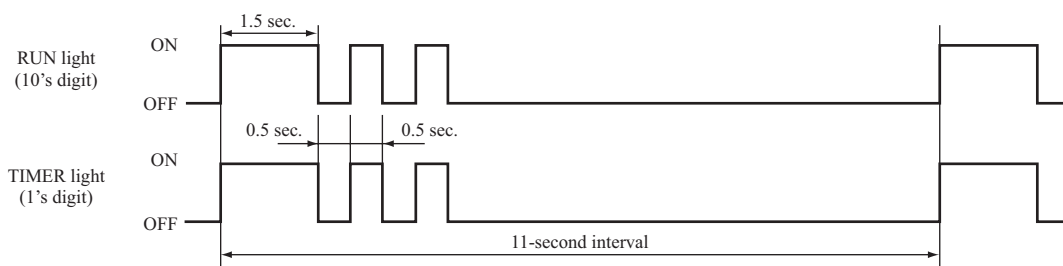 1.5 sec.
ON
RUN light
(10’s digit)
OFF
0.5 sec.
0.5 sec.
ON
TIMER light
(1’s digit)
OFF
11-second interval